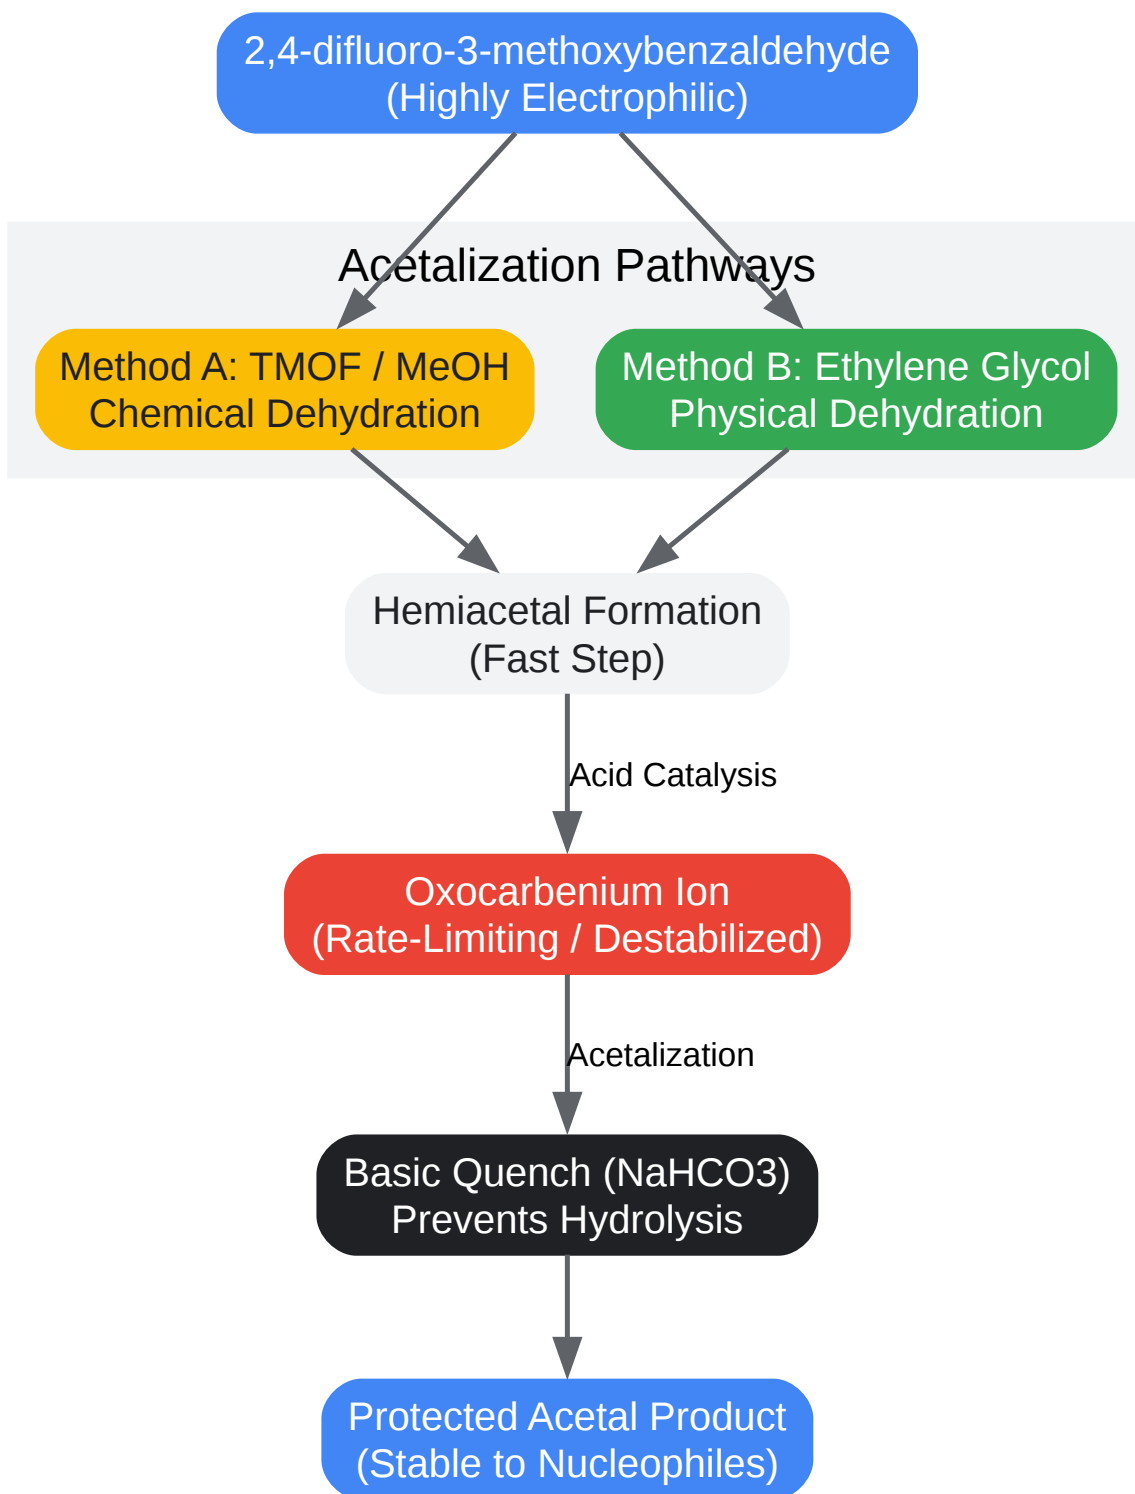 2,4-difluoro-3-methoxybenzaldehyde
(Highly Electrophilic)
Acetalization Pathways
Method A: TMOF / MeOH
Chemical Dehydration
Method B: Ethylene Glycol
Physical Dehydration
Hemiacetal Formation
(Fast Step)
Acid Catalysis
Oxocarbenium Ion
(Rate-Limiting / Destabilized)
Acetalization
Basic Quench (NaHCO3)
Prevents Hydrolysis
Protected Acetal Product
(Stable to Nucleophiles)